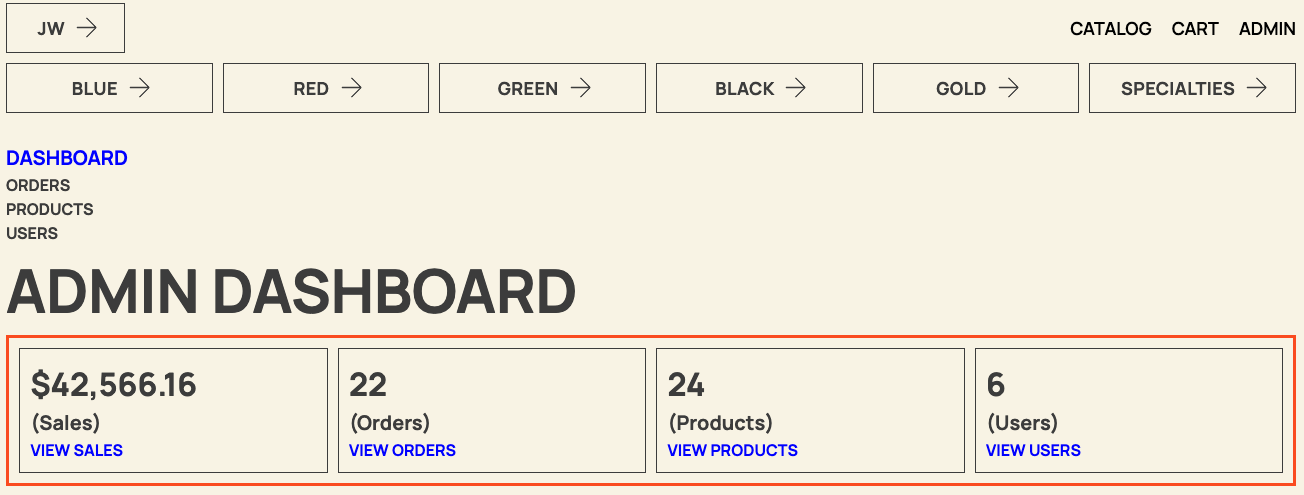 JW
CATALOG CART ADMIN
BLUE RED GREEN BLACK GOLD SPECIALTIES
DASHBOARD
ORDERS
PRODUCTS
USERS
ADMIN DASHBOARD
$42,566.16 22 24 6
(Sales) (Orders) (Products) (Users)
VIEW SALES VIEW ORDERS VIEW PRODUCTS VIEW USERS